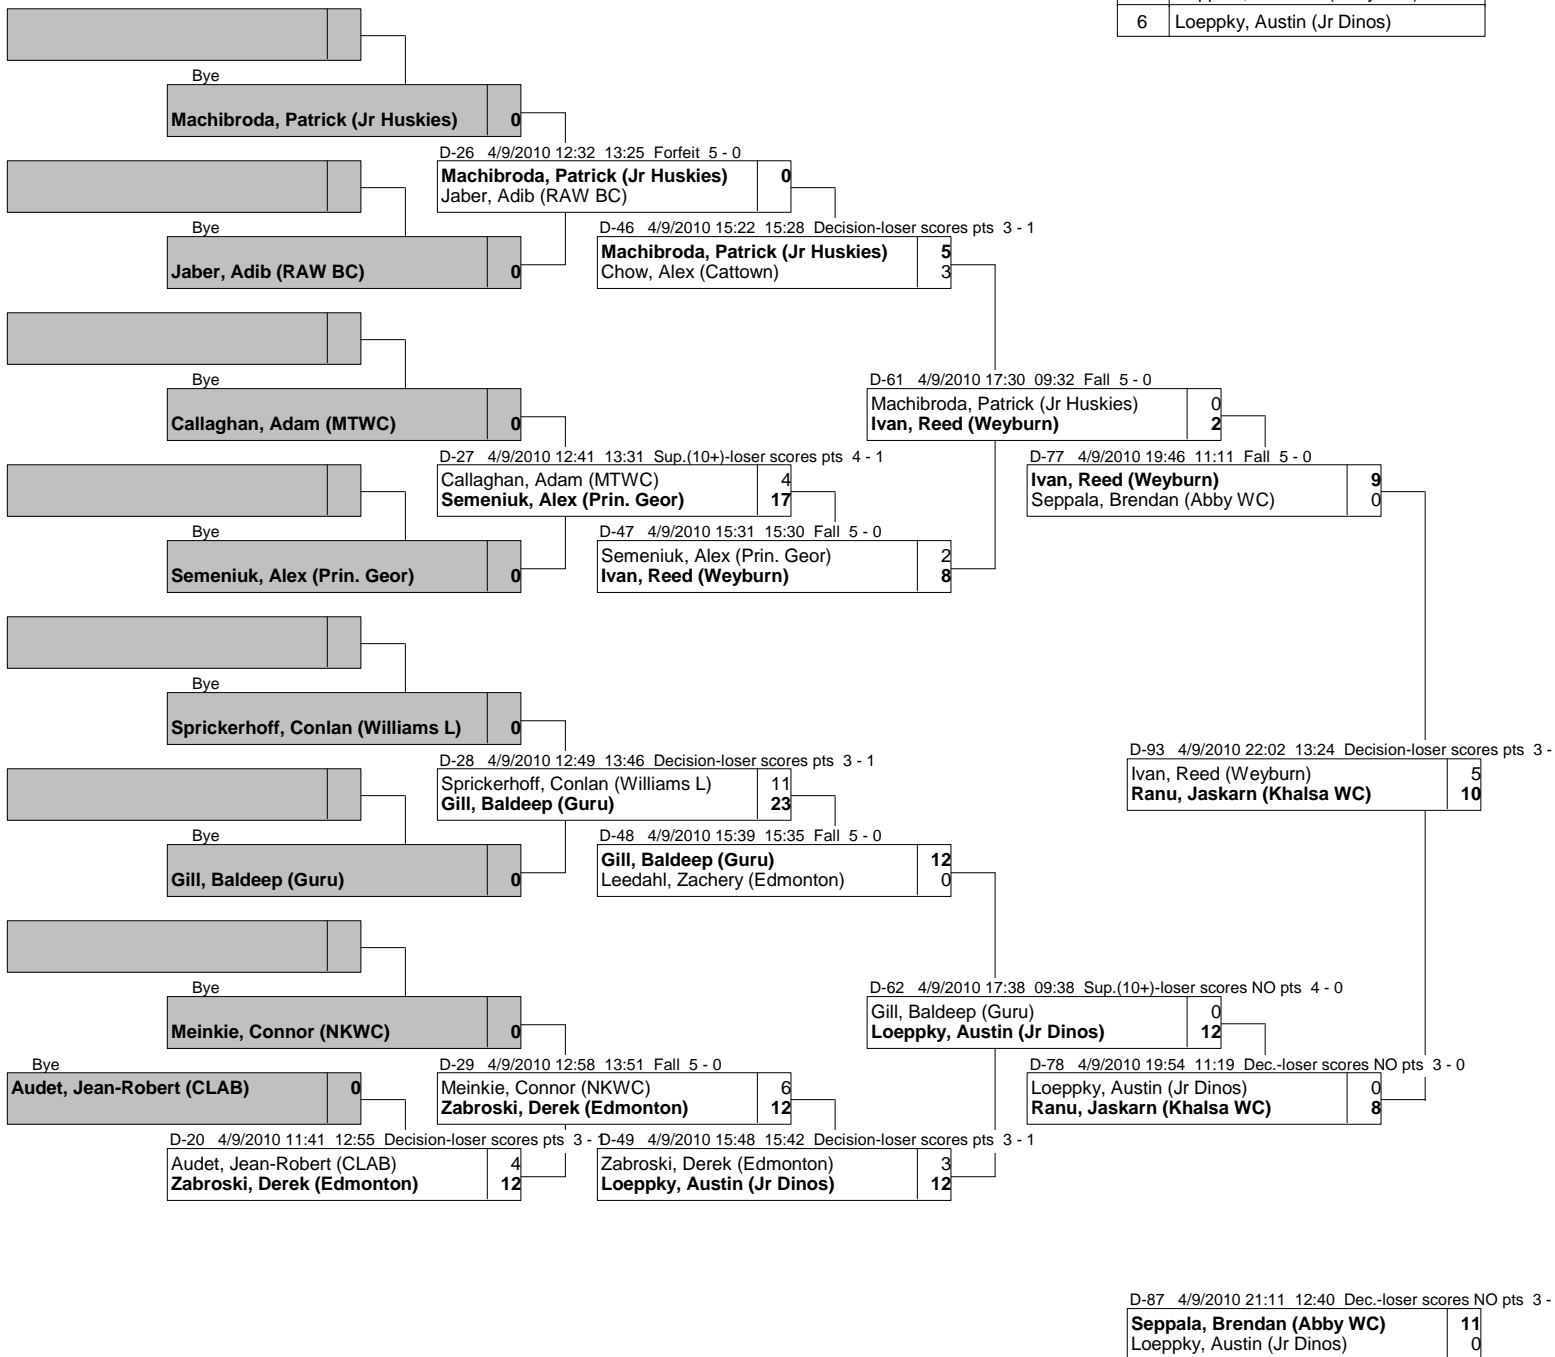 6 Loeppky, Austin (Jr Dinos)
Bye
Machibroda, Patrick (Jr Huskies) 0
D-26 4/9/2010 12:32 13:25 Forfeit 5 - 0
Machibroda, Patrick (Jr Huskies) 0
Jaber, Adib (RAW BC)
Bye
Jaber, Adib (RAW BC) 0
D-46 4/9/2010 15:22 15:28 Decision-loser scores pts 3 - 1
Machibroda, Patrick (Jr Huskies) 5
Chow, Alex (Cattown) 3
Bye
Callaghan, Adam (MTWC) 0
D-61 4/9/2010 17:30 09:32 Fall 5 - 0
Machibroda, Patrick (Jr Huskies) 0
Ivan, Reed (Weyburn) 2
D-27 4/9/2010 12:41 13:31 Sup.(10+)-loser scores pts 4 - 1
Callaghan, Adam (MTWC) 4
Semeniuk, Alex (Prin. Geor) 17
D-77 4/9/2010 19:46 11:11 Fall 5 - 0
Ivan, Reed (Weyburn) 9
Seppala, Brendan (Abby WC) 0
Bye
Semeniuk, Alex (Prin. Geor) 0
D-47 4/9/2010 15:31 15:30 Fall 5 - 0
Semeniuk, Alex (Prin. Geor) 2
Ivan, Reed (Weyburn) 8
Bye
Sprickerhoff, Conlan (Williams L) 0
D-28 4/9/2010 12:49 13:46 Decision-loser scores pts 3 - 1
Sprickerhoff, Conlan (Williams L) 11
Gill, Baldeep (Guru) 23
D-93 4/9/2010 22:02 13:24 Decision-loser scores pts 3 -
Ivan, Reed (Weyburn) 5
Ranu, Jaskarn (Khalsa WC) 10
Bye
Gill, Baldeep (Guru) 0
D-48 4/9/2010 15:39 15:35 Fall 5 - 0
Gill, Baldeep (Guru) 12
Leedahl, Zachery (Edmonton) 0
Bye
Meinkie, Connor (NKWC) 0
D-62 4/9/2010 17:38 09:38 Sup.(10+)-loser scores NO pts 4 - 0
Gill, Baldeep (Guru) 0
Loeppky, Austin (Jr Dinos) 12
Bye
Audet, Jean-Robert (CLAB) 0
D-29 4/9/2010 12:58 13:51 Fall 5 - 0
Meinkie, Connor (NKWC) 6
Zabroski, Derek (Edmonton) 12
D-78 4/9/2010 19:54 11:19 Dec.-loser scores NO pts 3 - 0
Loeppky, Austin (Jr Dinos) 0
Ranu, Jaskarn (Khalsa WC) 8
D-20 4/9/2010 11:41 12:55 Decision-loser scores pts 3 - 1
Audet, Jean-Robert (CLAB) 4
Zabroski, Derek (Edmonton) 12
D-49 4/9/2010 15:48 15:42 Decision-loser scores pts 3 - 1
Zabroski, Derek (Edmonton) 3
Loeppky, Austin (Jr Dinos) 12
D-87 4/9/2010 21:11 12:40 Dec.-loser scores NO pts 3 -
Seppala, Brendan (Abby WC) 11
Loeppky, Austin (Jr Dinos) 0